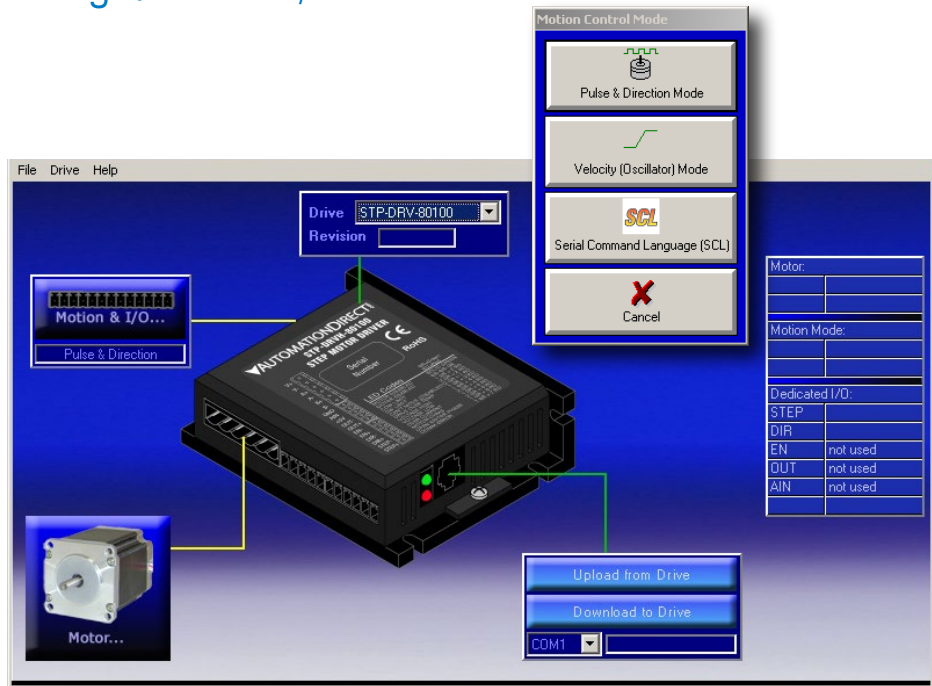 Motion Control Mode
Pulse & Direction Mode
Velocity (Oscillator) Mode
SCL
Serial Command Language (SCL)
Cancel
File Drive Help
Drive STP-DRV-80100
Revision
Motion & I/O...
Pulse & Direction
AUTOMATIONDIRECT
STP-DRVH-80100
STEP MOTOR DRIVER
CE
RoHS
Serial
Number
LED Codes
Motor:
Motion Mode:
Dedicated I/O:
STEP
DIR
EN not used
OUT not used
AIN not used
Motor...
Upload from Drive
Download to Drive
COM1